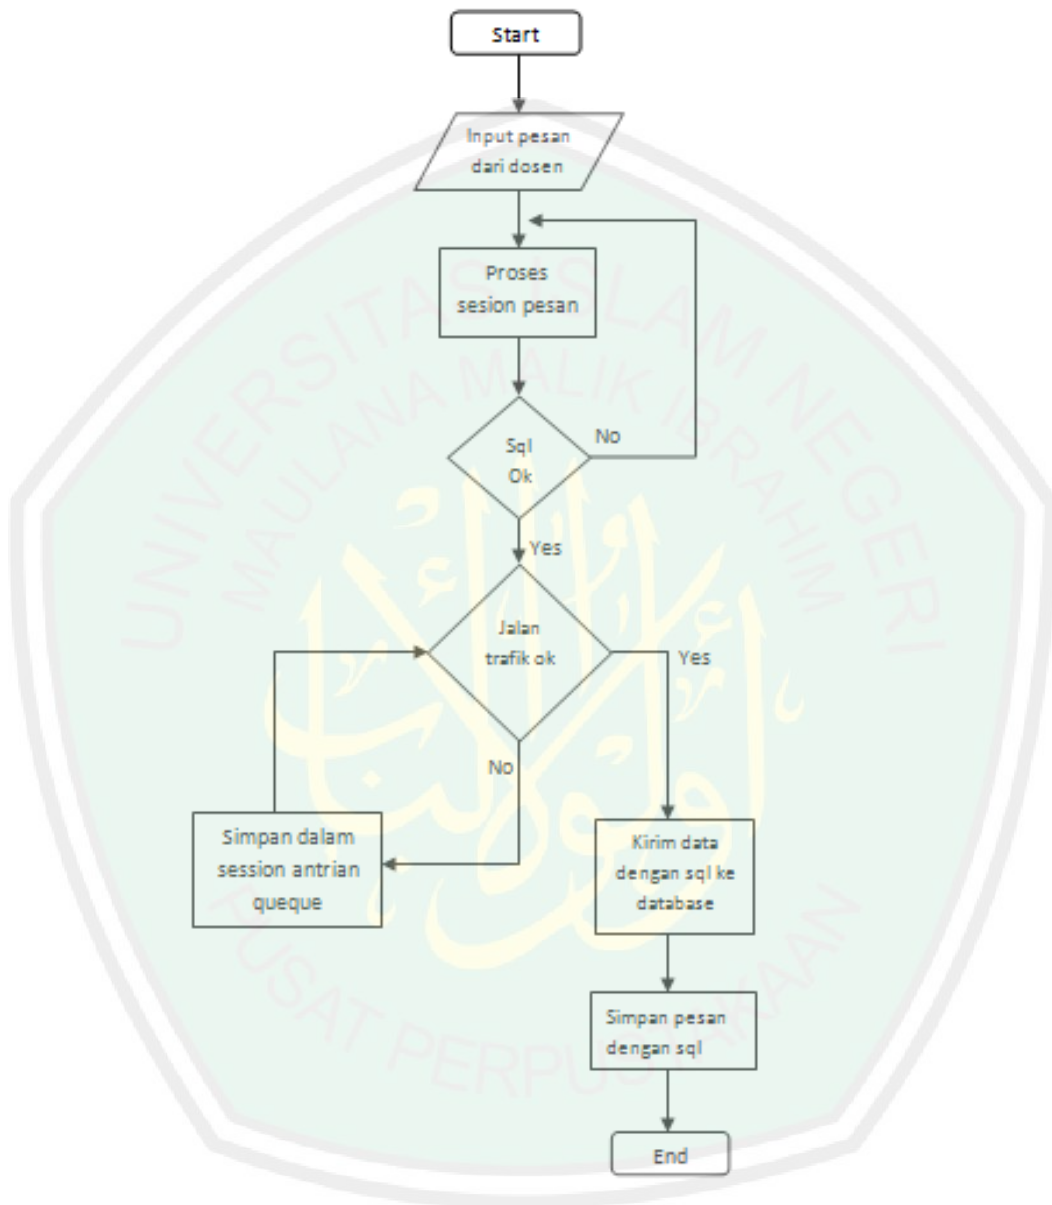 Start
Input pesan
dari dosen
Proses
sesion pesan
Sql
Ok
No
Yes
Jalan
trafik ok
Yes
No
Simpan dalam
session antrian
queque
Kirim data
dengan sql ke
database
Simpan pesan
dengan sql
End
UNIVERSITAS ISLAM NEGERI
MAULANA MALIK IBRAHIM
PUSAT PERPUSTAKAAN